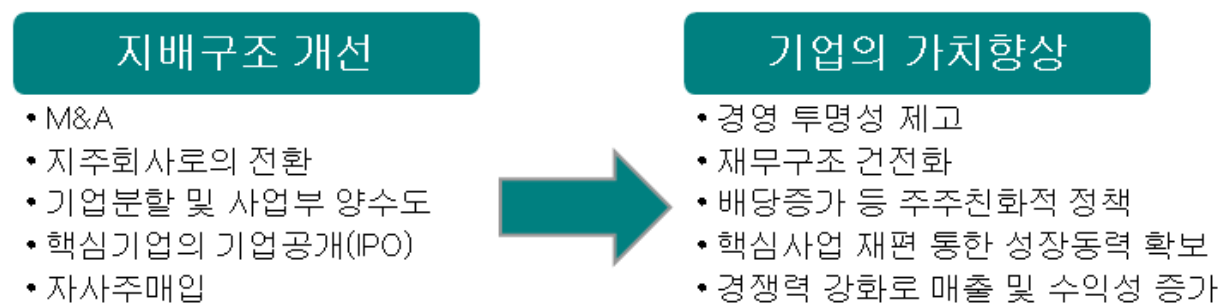 지배구조 개선
• M&A
• 지주회사로의 전환
• 기업분할 및 사업부 양수도
• 핵심기업의 기업공개(IPO)
• 자사주매입
기업의 가치향상
• 경영 투명성 제고
• 재무구조 건전화
• 배당증가 등 주주친화적 정책
• 핵심사업 재편 통한 성장동력 확보
• 경쟁력 강화로 매출 및 수익성 증가